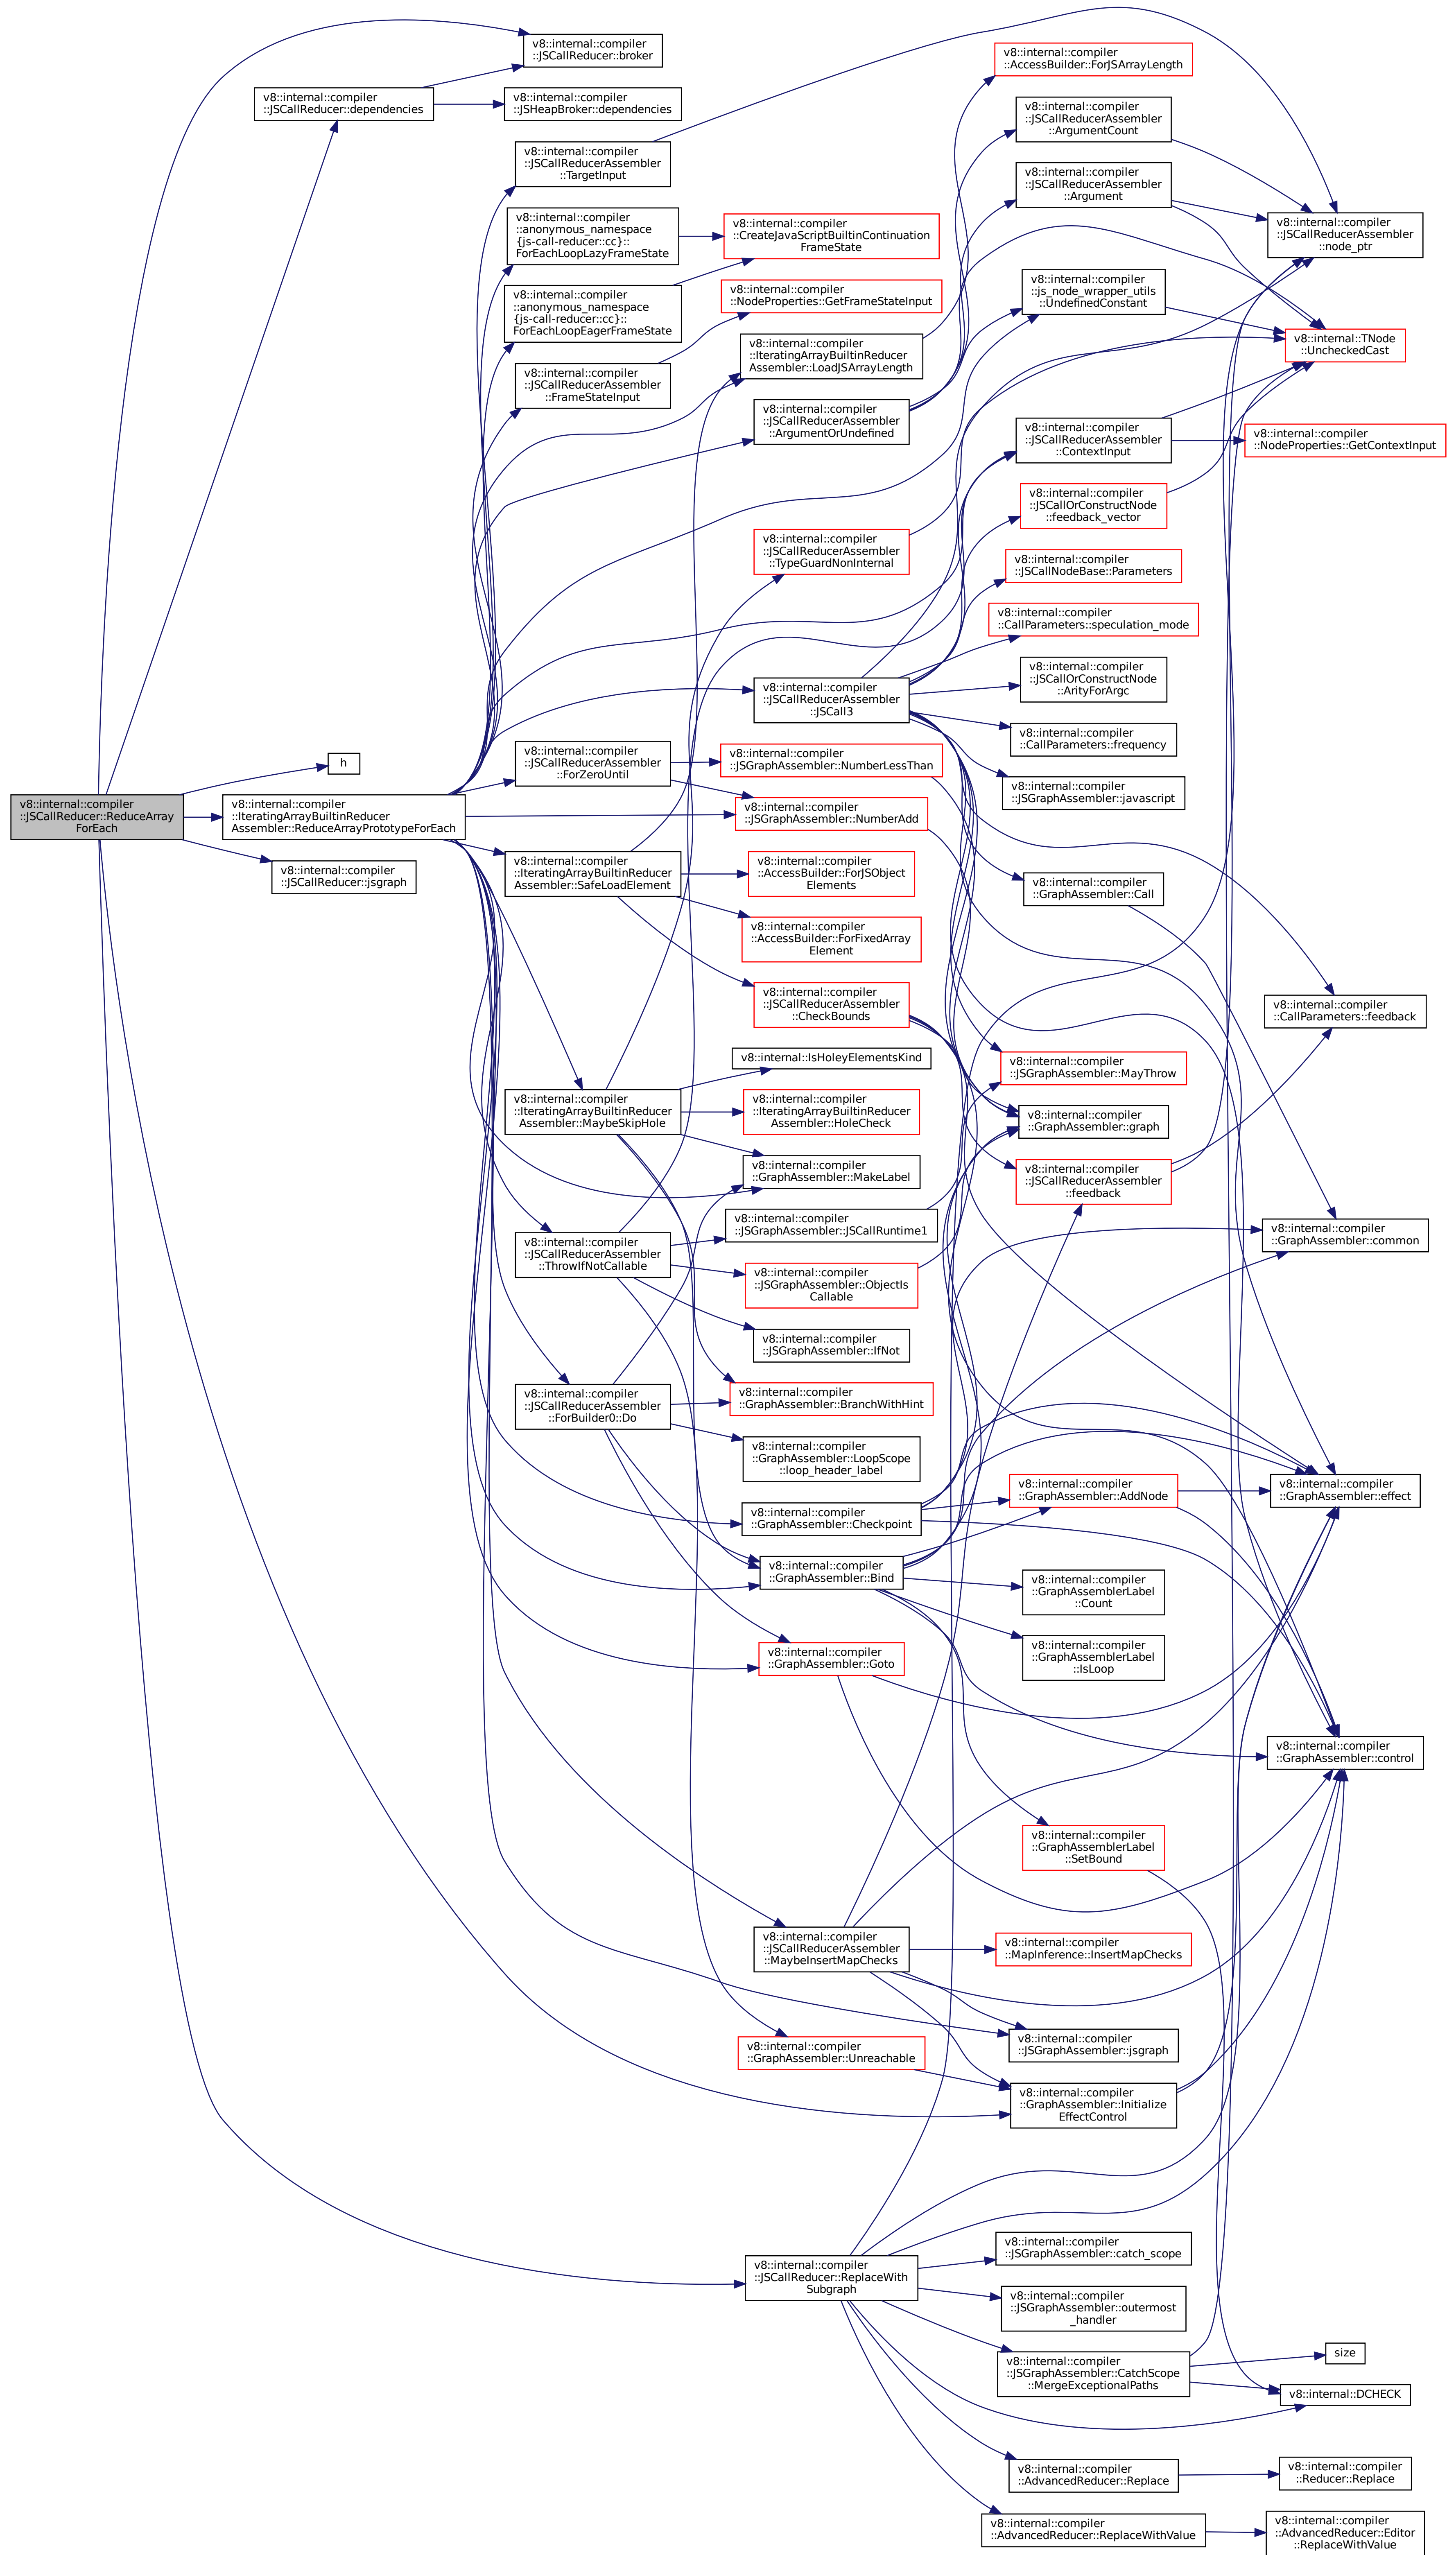 v8::internal::compiler
::JSCallReducer::ReduceArray
ForEach
v8::internal::compiler
::JSCallReducer::dependencies
h
v8::internal::compiler
::IteratingArrayBuiltinReducer
Assembler::ReduceArrayPrototypeForEach
v8::internal::compiler
::JSCallReducer::jsgraph
v8::internal::compiler
::JSCallReducer::broker
v8::internal::compiler
::JSHeapBroker::dependencies
v8::internal::compiler
::JSCallReducerAssembler
::TargetInput
v8::internal::compiler
::anonymous_namespace
{js-call-reducer::cc}::
ForEachLoopLazyFrameState
v8::internal::compiler
::anonymous_namespace
{js-call-reducer::cc}::
ForEachLoopEagerFrameState
v8::internal::compiler
::JSCallReducerAssembler
::FrameStateInput
v8::internal::compiler
::JSCallReducerAssembler
::ForZeroUntil
v8::internal::compiler
::IteratingArrayBuiltinReducer
Assembler::SafeLoadElement
v8::internal::compiler
::IteratingArrayBuiltinReducer
Assembler::MaybeSkipHole
v8::internal::compiler
::JSCallReducerAssembler
::ThrowIfNotCallable
v8::internal::compiler
::JSCallReducerAssembler
::ForBuilder0::Do
v8::internal::compiler
::CreateJavaScriptBuiltinContinuation
FrameState
v8::internal::compiler
::NodeProperties::GetFrameStateInput
v8::internal::compiler
::IteratingArrayBuiltinReducer
Assembler::LoadJSArrayLength
v8::internal::compiler
::JSCallReducerAssembler
::ArgumentOrUndefined
v8::internal::compiler
::JSCallReducerAssembler
::TypeGuardNonInternal
v8::internal::compiler
::JSCallReducerAssembler
::JSCall3
v8::internal::compiler
::JSGraphAssembler::NumberLessThan
v8::internal::compiler
::JSGraphAssembler::NumberAdd
v8::internal::compiler
::AccessBuilder::ForJSObject
Elements
v8::internal::compiler
::AccessBuilder::ForFixedArray
Element
v8::internal::compiler
::JSCallReducerAssembler
::CheckBounds
v8::internal::IsHoleyElementsKind
v8::internal::compiler
::IteratingArrayBuiltinReducer
Assembler::HoleCheck
v8::internal::compiler
::GraphAssembler::MakeLabel
v8::internal::compiler
::JSGraphAssembler::JSCallRuntime1
v8::internal::compiler
::JSGraphAssembler::ObjectIs
Callable
v8::internal::compiler
::JSGraphAssembler::IfNot
v8::internal::compiler
::GraphAssembler::BranchWithHint
v8::internal::compiler
::GraphAssembler::LoopScope
::loop_header_label
v8::internal::compiler
::GraphAssembler::Checkpoint
v8::internal::compiler
::GraphAssembler::Bind
v8::internal::compiler
::GraphAssembler::Goto
v8::internal::compiler
::JSCallReducerAssembler
::MaybeInsertMapChecks
v8::internal::compiler
::GraphAssembler::Unreachable
v8::internal::compiler
::JSCallReducer::ReplaceWith
Subgraph
v8::internal::compiler
::AccessBuilder::ForJSArrayLength
v8::internal::compiler
::JSCallReducerAssembler
::ArgumentCount
v8::internal::compiler
::JSCallReducerAssembler
::Argument
v8::internal::compiler
::js_node_wrapper_utils
::UndefinedConstant
v8::internal::compiler
::JSCallReducerAssembler
::ContextInput
v8::internal::compiler
::JSCallOrConstructNode
::feedback_vector
v8::internal::compiler
::JSCallNodeBase::Parameters
v8::internal::compiler
::CallParameters::speculation_mode
v8::internal::compiler
::JSCallOrConstructNode
::ArityForArgc
v8::internal::compiler
::CallParameters::frequency
v8::internal::compiler
::JSGraphAssembler::javascript
v8::internal::compiler
::GraphAssembler::Call
v8::internal::compiler
::JSGraphAssembler::MayThrow
v8::internal::compiler
::GraphAssembler::graph
v8::internal::compiler
::JSCallReducerAssembler
::feedback
v8::internal::compiler
::GraphAssembler::AddNode
v8::internal::compiler
::GraphAssemblerLabel
::Count
v8::internal::compiler
::GraphAssemblerLabel
::IsLoop
v8::internal::compiler
::GraphAssemblerLabel
::SetBound
v8::internal::compiler
::MapInference::InsertMapChecks
v8::internal::compiler
::JSGraphAssembler::jsgraph
v8::internal::compiler
::GraphAssembler::Initialize
EffectControl
v8::internal::compiler
::JSGraphAssembler::catch_scope
v8::internal::compiler
::JSGraphAssembler::outermost
_handler
v8::internal::compiler
::JSGraphAssembler::CatchScope
::MergeExceptionalPaths
v8::internal::compiler
::AdvancedReducer::Replace
v8::internal::compiler
::AdvancedReducer::ReplaceWithValue
v8::internal::compiler
::JSCallReducerAssembler
::node_ptr
v8::internal::TNode
::UncheckedCast
v8::internal::compiler
::NodeProperties::GetContextInput
v8::internal::compiler
::CallParameters::feedback
v8::internal::compiler
::GraphAssembler::common
v8::internal::compiler
::GraphAssembler::effect
v8::internal::compiler
::GraphAssembler::control
size
v8::internal::DCHECK
v8::internal::compiler
::Reducer::Replace
v8::internal::compiler
::AdvancedReducer::Editor
::ReplaceWithValue